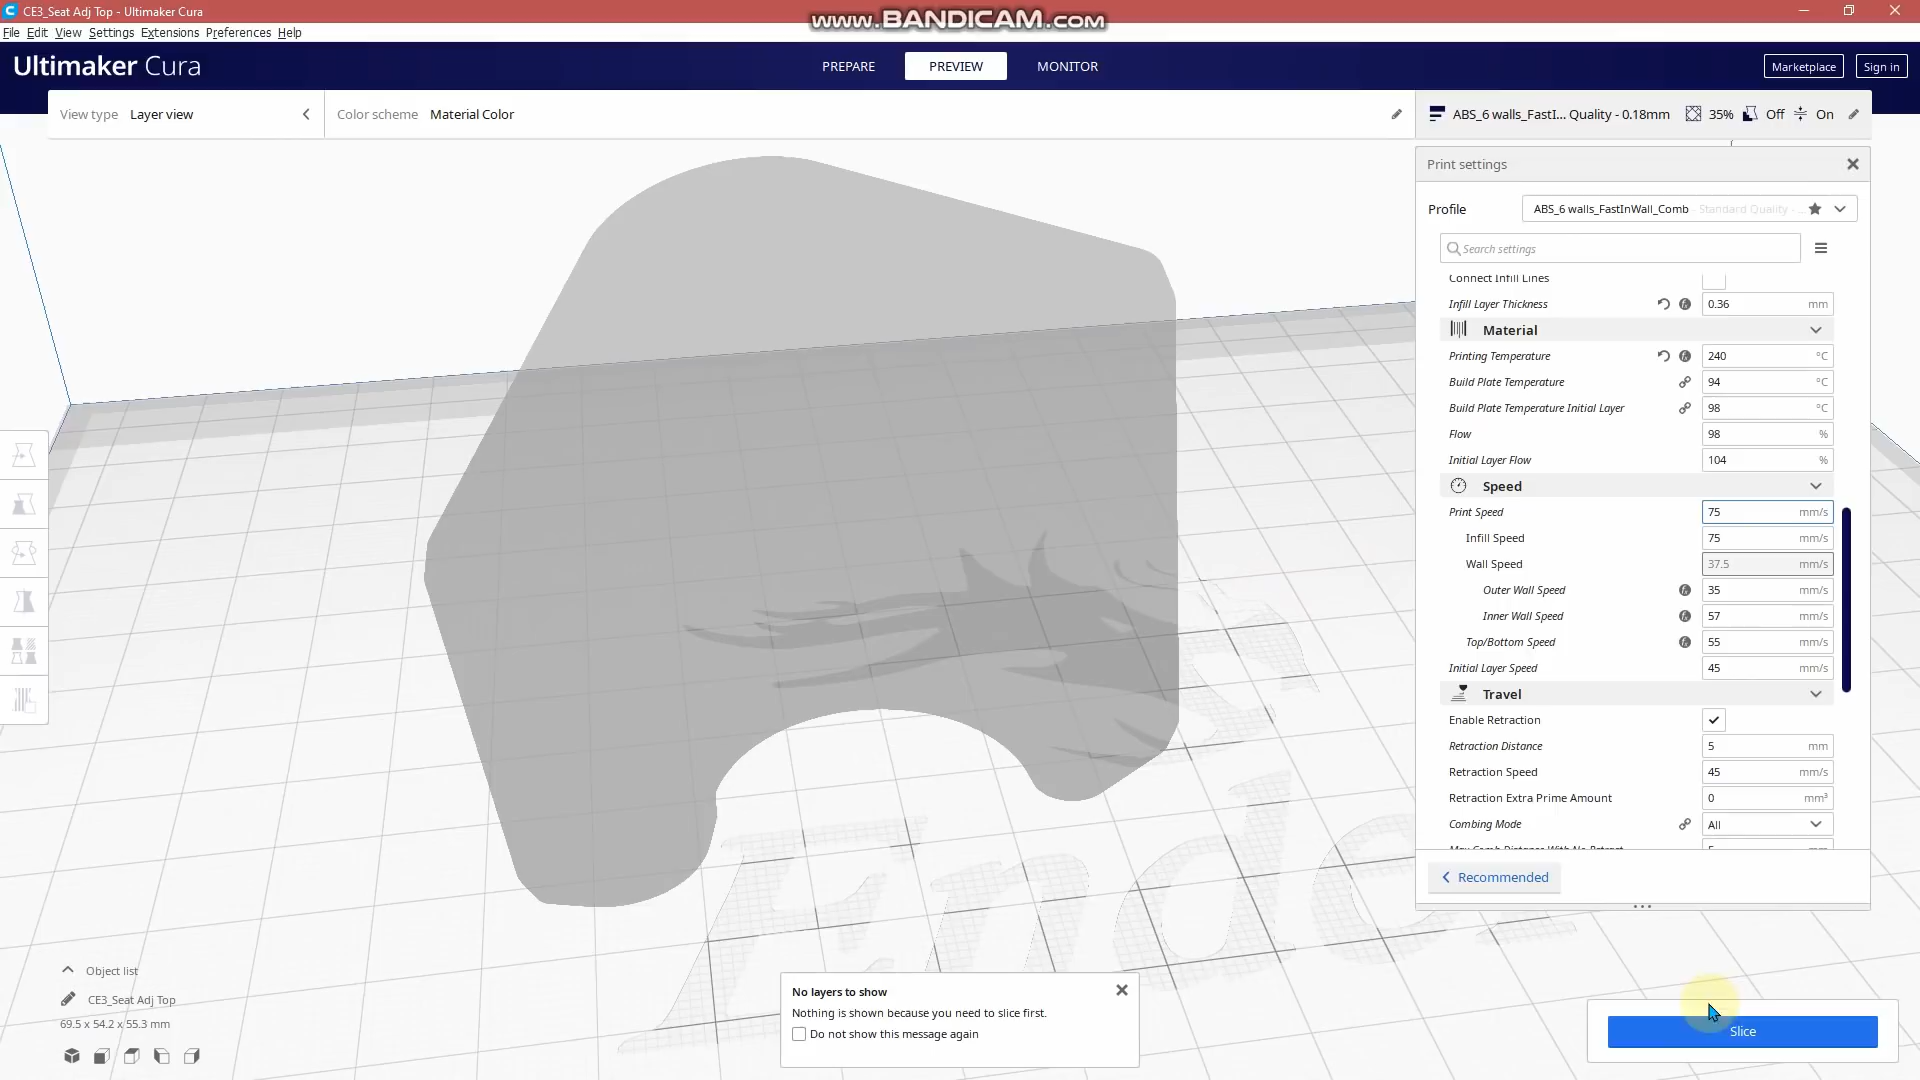 CE3_Seat Adj Top - Ultimaker Cura
www.BANDICAM.com
File Edit View Settings Extensions Preferences Help
Ultimaker Cura
PREPARE PREVIEW MONITOR
Marketplace Sign in
View type Layer view
Color scheme Material Color
ABS_6 walls_FastI... Quality - 0.18mm 35% Off On
Print settings
Profile ABS_6 walls_FastInWall_Comb - Standard Quality - ...
Search settings
Connect Infill Lines
Infill Layer Thickness 0.36 mm
Material
Printing Temperature 240 °C
Build Plate Temperature 94 °C
Build Plate Temperature Initial Layer 98 °C
Flow 98 %
Initial Layer Flow 104 %
Speed
Print Speed 75 mm/s
Infill Speed 75 mm/s
Wall Speed 37.5 mm/s
Outer Wall Speed 35 mm/s
Inner Wall Speed 57 mm/s
Top/Bottom Speed 55 mm/s
Initial Layer Speed 45 mm/s
Travel
Enable Retraction
Retraction Distance 5 mm
Retraction Speed 45 mm/s
Retraction Extra Prime Amount 0 mm³
Combing Mode All
Max Comb Distance With No Retract 5 mm
Recommended
Object list
CE3_Seat Adj Top
69.5 x 54.2 x 55.3 mm
No layers to show
Nothing is shown because you need to slice first.
Do not show this message again
Slice